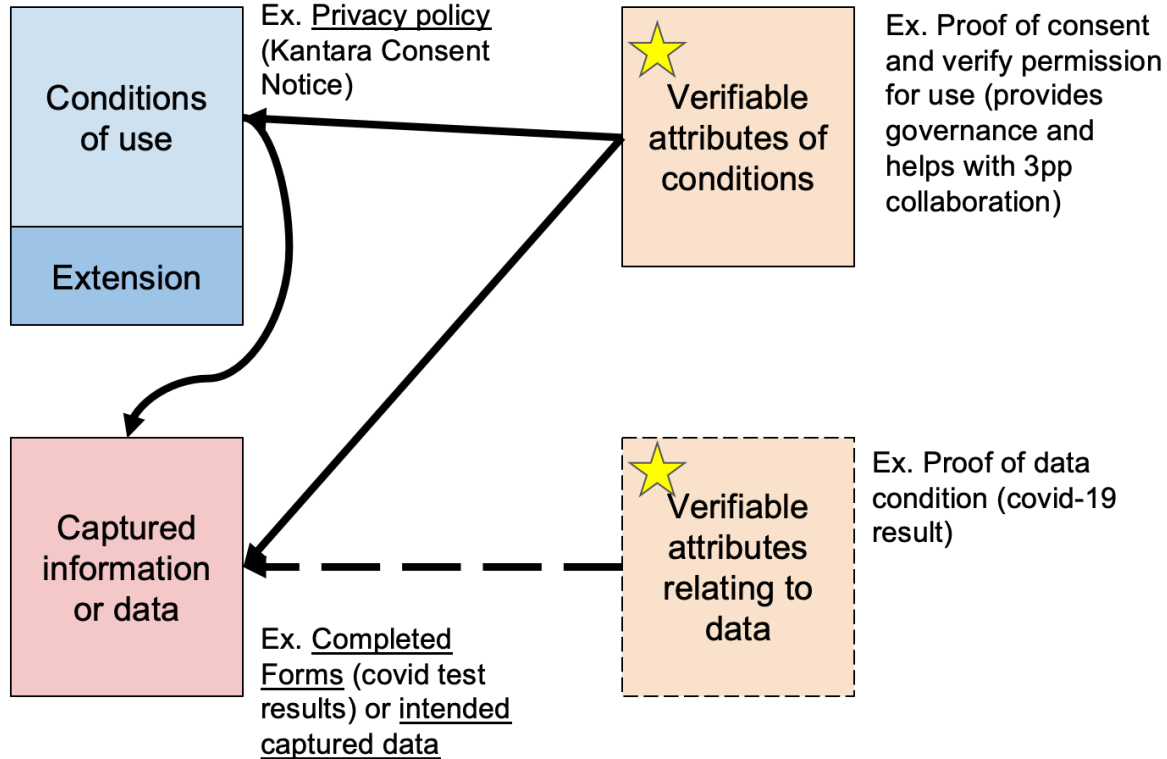 Conditions
of use
Extension
Ex. Privacy policy
(Kantara Consent
Notice)
Verifiable
attributes of
conditions
Ex. Proof of consent
and verify permission
for use (provides
governance and
helps with 3pp
collaboration)
Captured
information
or data
Ex. Completed
Forms (covid test
results) or intended
captured data
Verifiable
attributes
relating to
data
Ex. Proof of data
condition (covid-19
result)